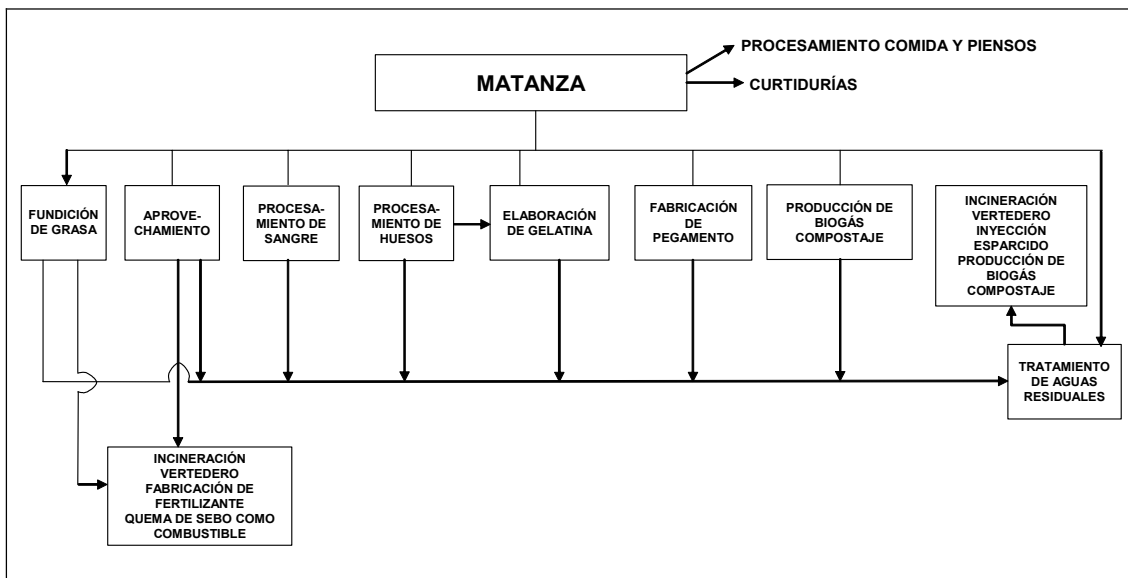 PROCESAMIENTO COMIDA Y PIENSOS
MATANZA
CURTIDURÍAS
FUNDICIÓN
DE GRASA
APROVE-
CHAMIENTO
PROCESA-
MIENTO DE
SANGRE
PROCESA-
MIENTO DE
HUESOS
ELABORACIÓN
DE GELATINA
FABRICACIÓN
DE
PEGAMENTO
PRODUCCIÓN DE
BIOGÁS
COMPOSTAJE
INCINERACIÓN
VERTEDERO
INYECCIÓN
ESPARCIDO
PRODUCCIÓN DE
BIOGÁS
COMPOSTAJE
TRATAMIENTO
DE AGUAS
RESIDUALES
INCINERACIÓN
VERTEDERO
FABRICACIÓN DE
FERTILIZANTE
QUEMA DE SEBO COMO
COMBUSTIBLE